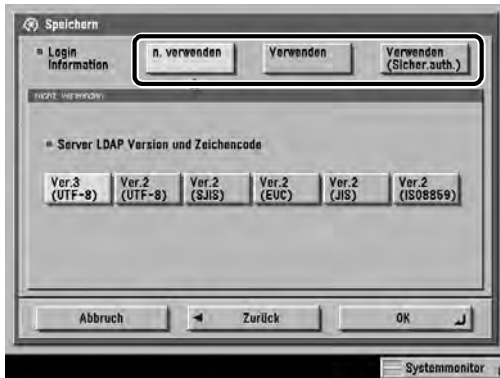 Speichern
Login
Information
n. verwenden
Verwenden
Verwenden
(Sicher.auth.)
nicht verwenden
Server LDAP Version und Zeichencode
Ver.3
(UTF-8)
Ver.2
(UTF-8)
Ver.2
(SJIS)
Ver.2
(EUC)
Ver.2
(JIS)
Ver.2
(ISO8859)
Abbruch
Zurück
OK
Systemmonitor